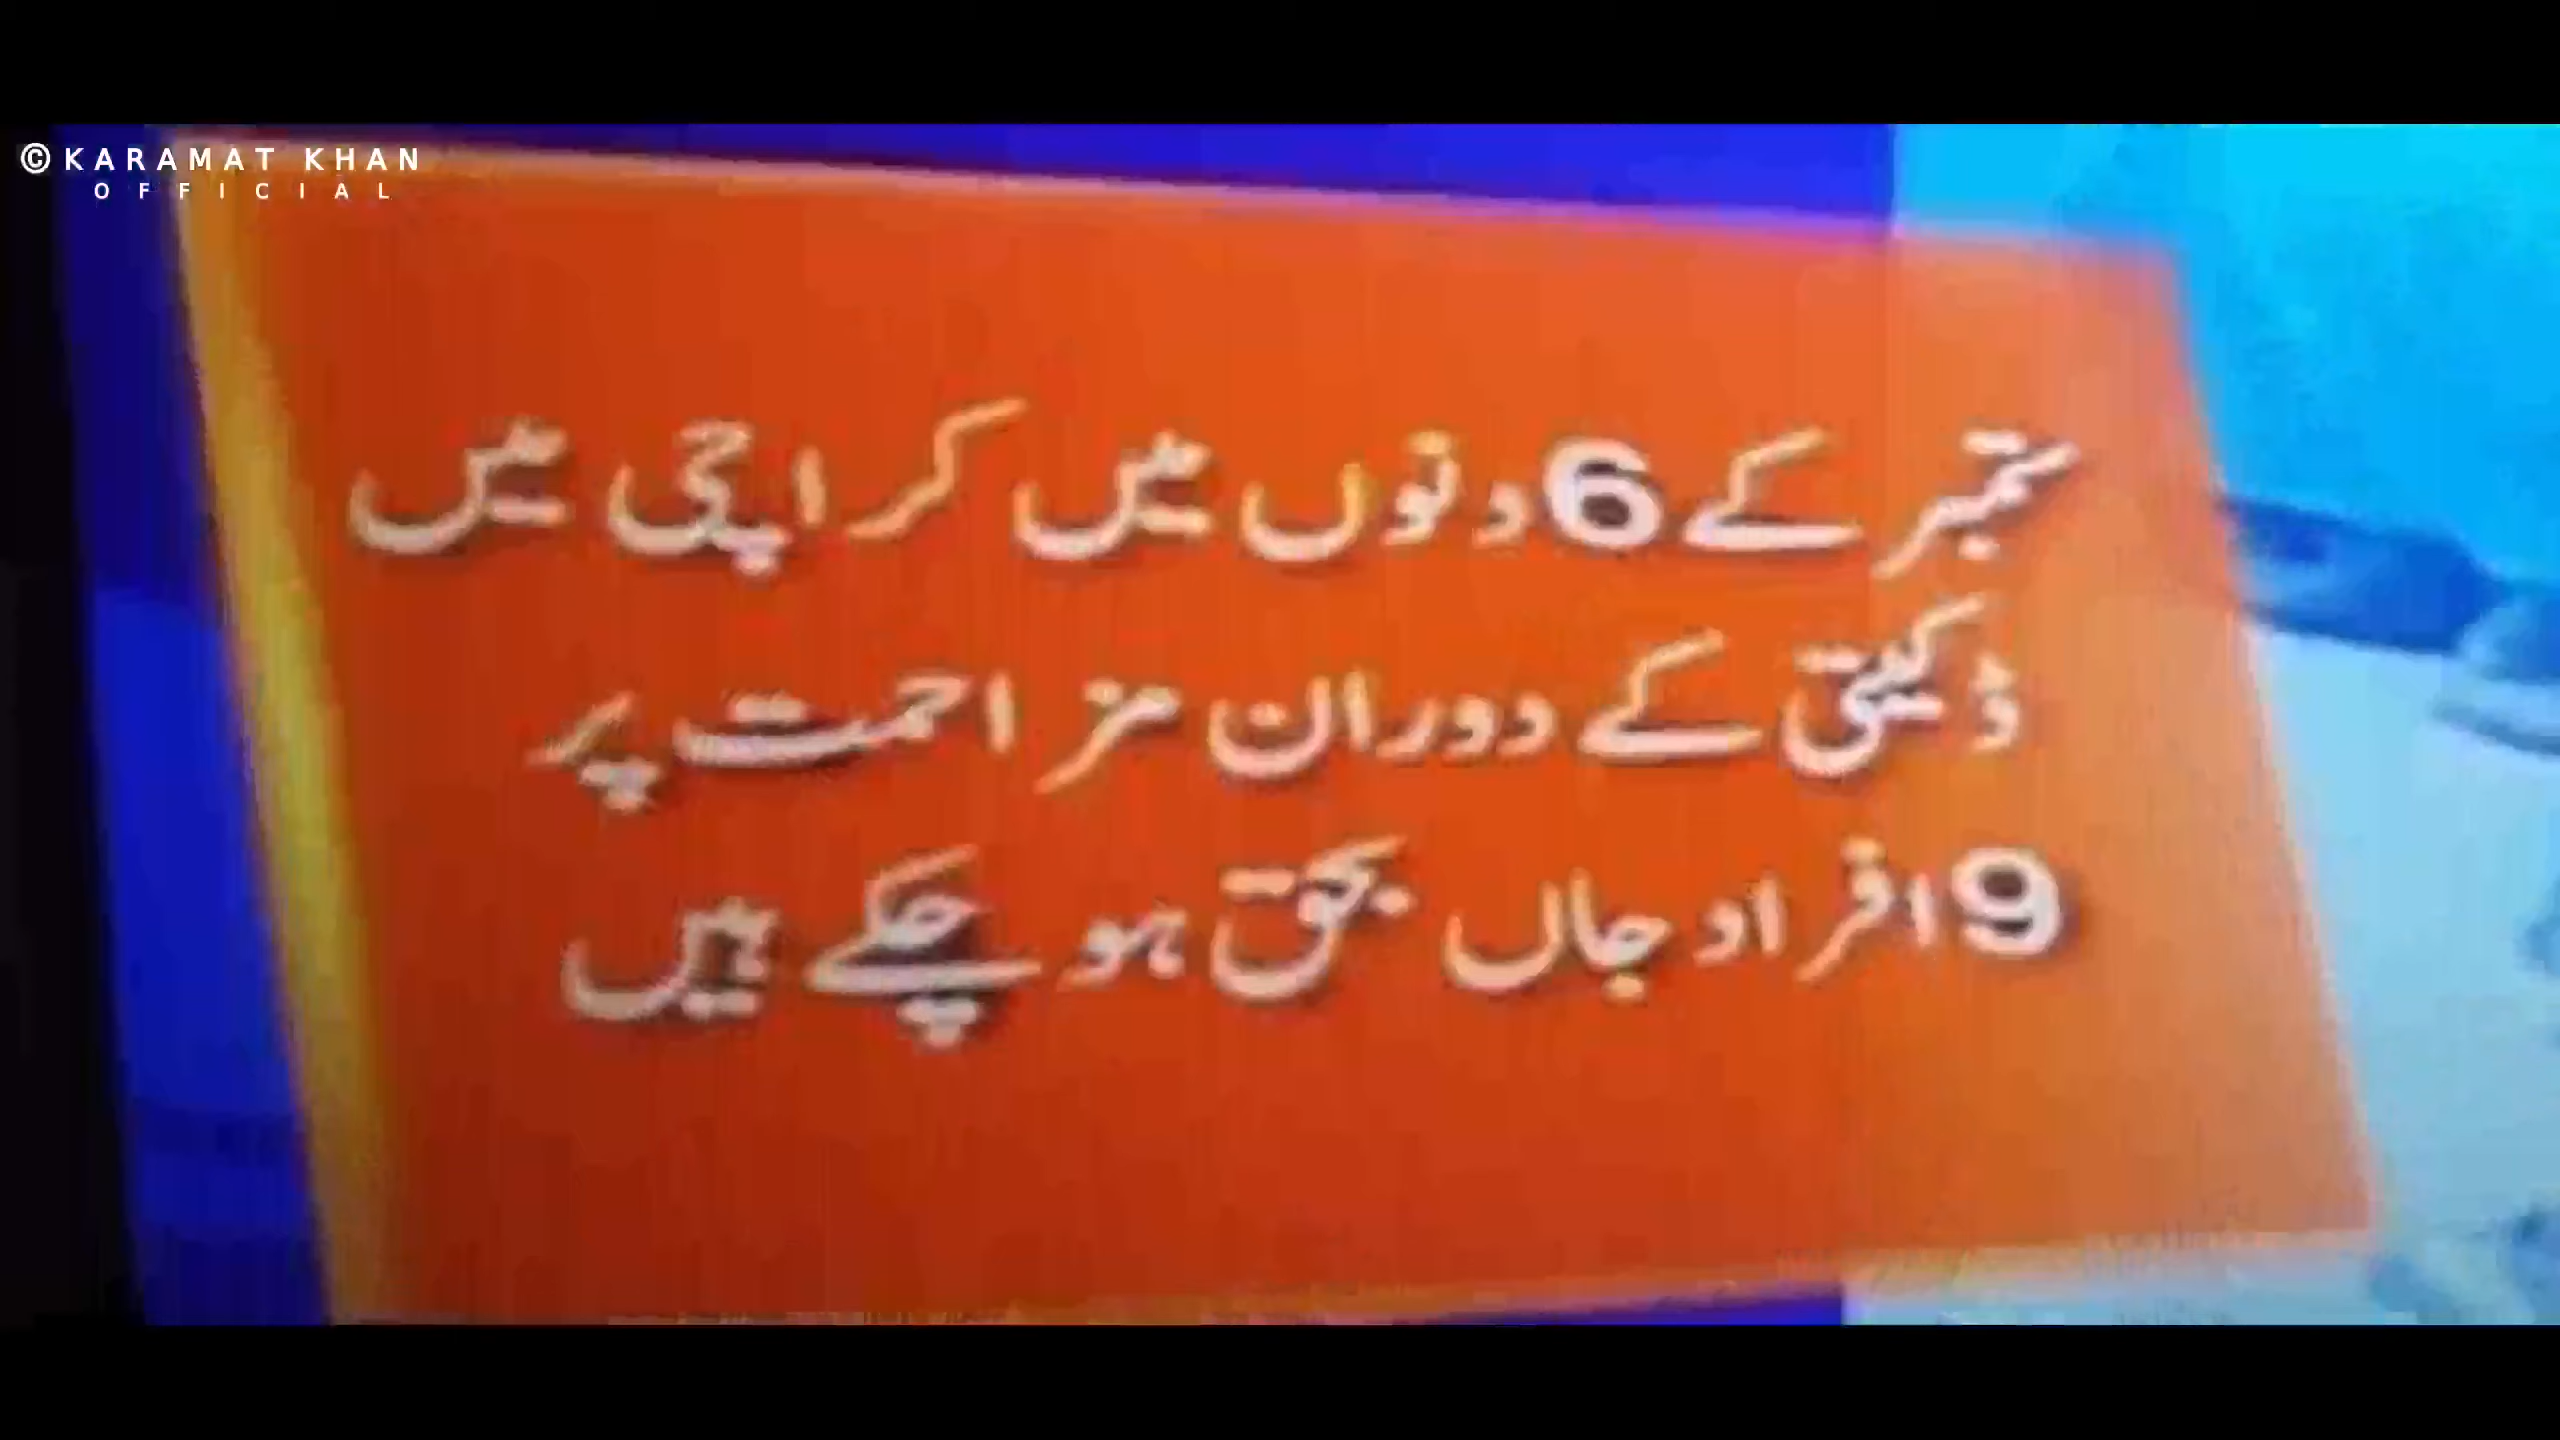 © KARAMAT KHAN
OFFICIAL
ستمبر کے 6 دنوں میں کراچی میں
ڈکیتی کے دوران مزاحمت پر
9 افراد جاں بحق ہو چکے ہیں